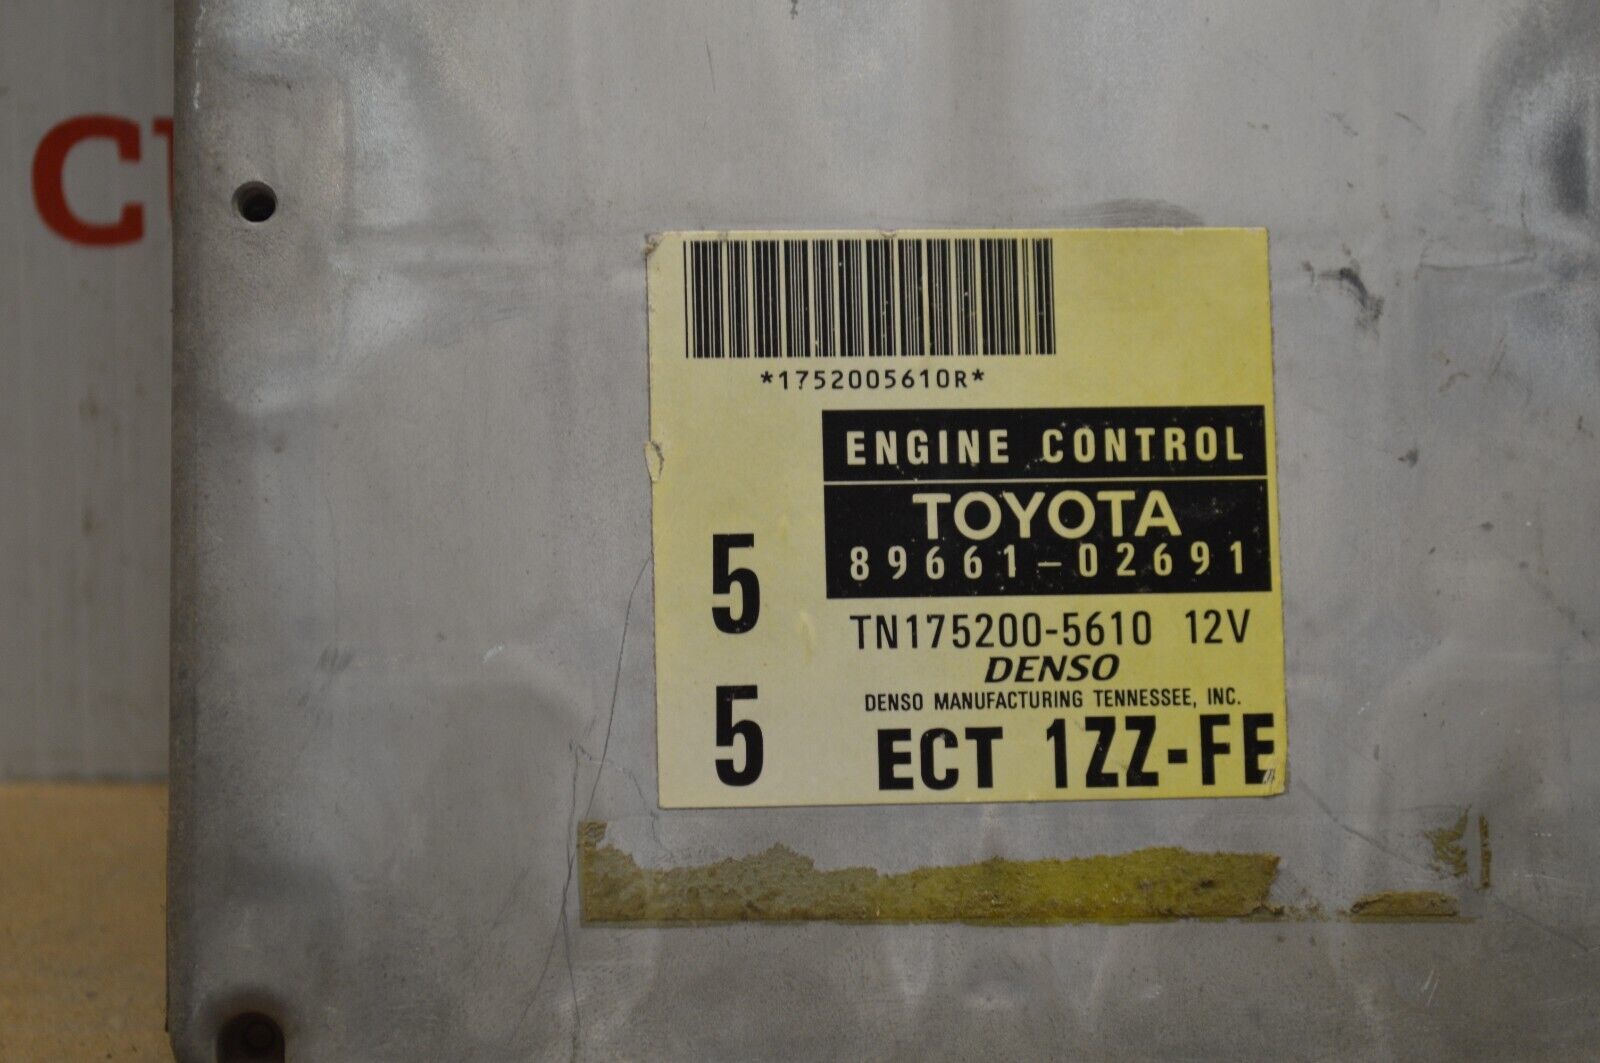 *1752005610R*
ENGINE CONTROL
TOYOTA
89661-02691
5
TN175200-5610 12V
DENSO
DENSO MANUFACTURING TENNESSEE, INC.
5
ECT 1ZZ-FE